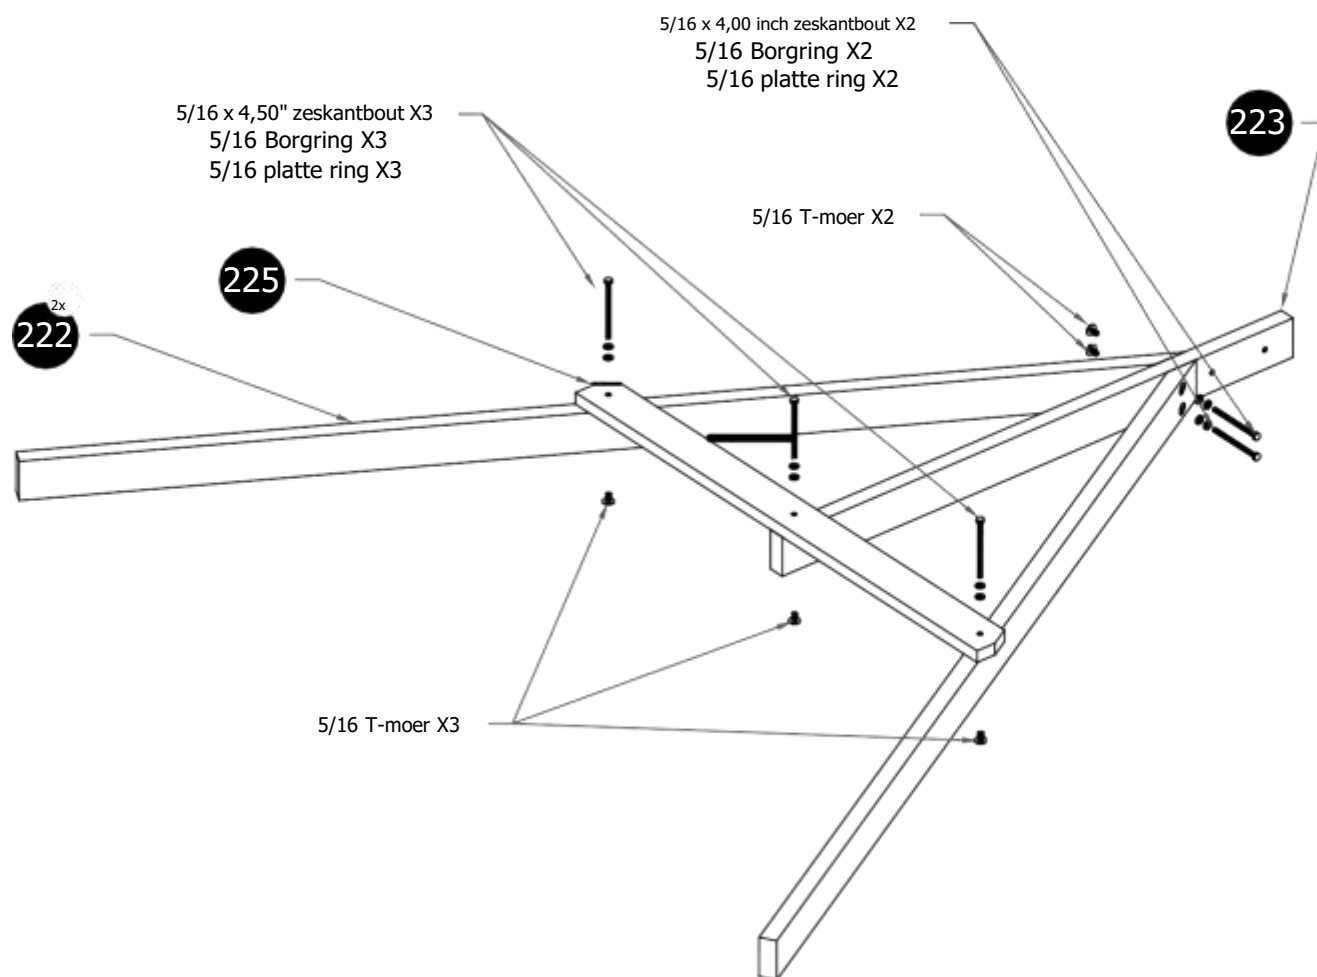 5/16 x 4,00 inch zeskantbout X2
5/16 Borgring X2
5/16 platte ring X2
5/16 x 4,50" zeskantbout X3
5/16 Borgring X3
5/16 platte ring X3
223
5/16 T-moer X2
225
2x
222
5/16 T-moer X3